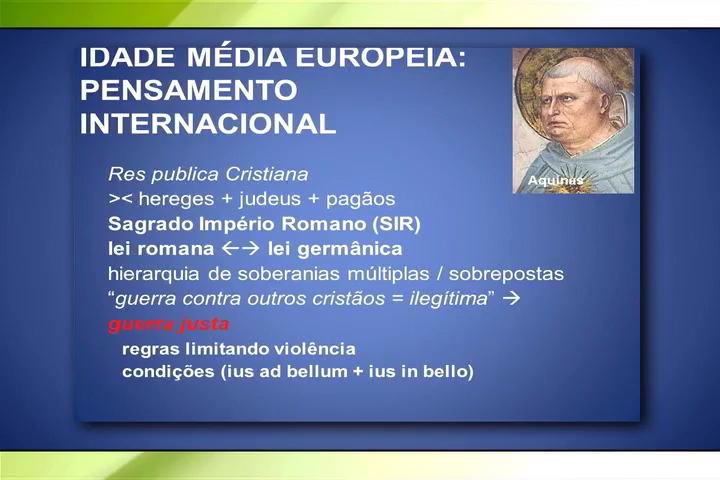 IDADE MÉDIA EUROPEIA:
PENSAMENTO
INTERNACIONAL
Aquinas
Res publica Cristiana
>< hereges + judeus + pagãos
Sagrado Império Romano (SIR)
lei romana ←→ lei germânica
hierarquia de soberanias múltiplas / sobrepostas
“guerra contra outros cristãos = ilegítima” →
guerra justa
regras limitando violência
condições (ius ad bellum + ius in bello)